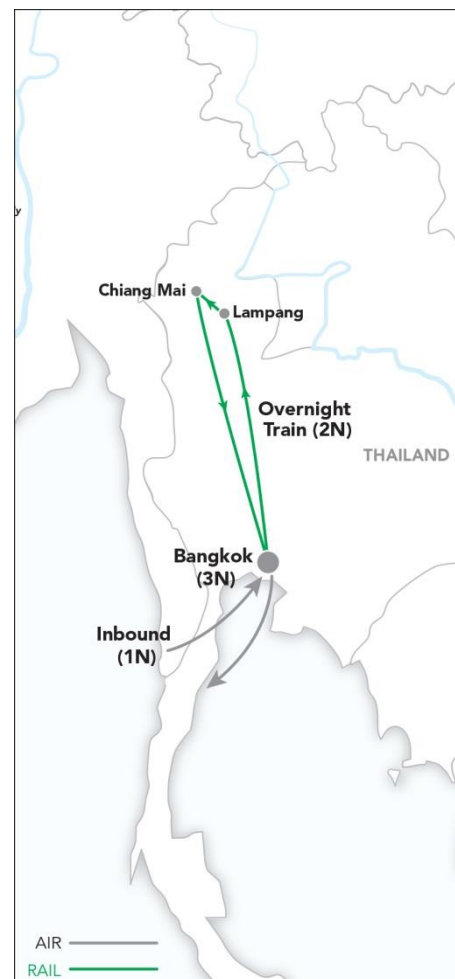 y
Chiang Mai
Lampang
Overnight
Train (2N)
THAILAND
Bangkok
(3N)
Inbound
(1N)
AIR
RAIL